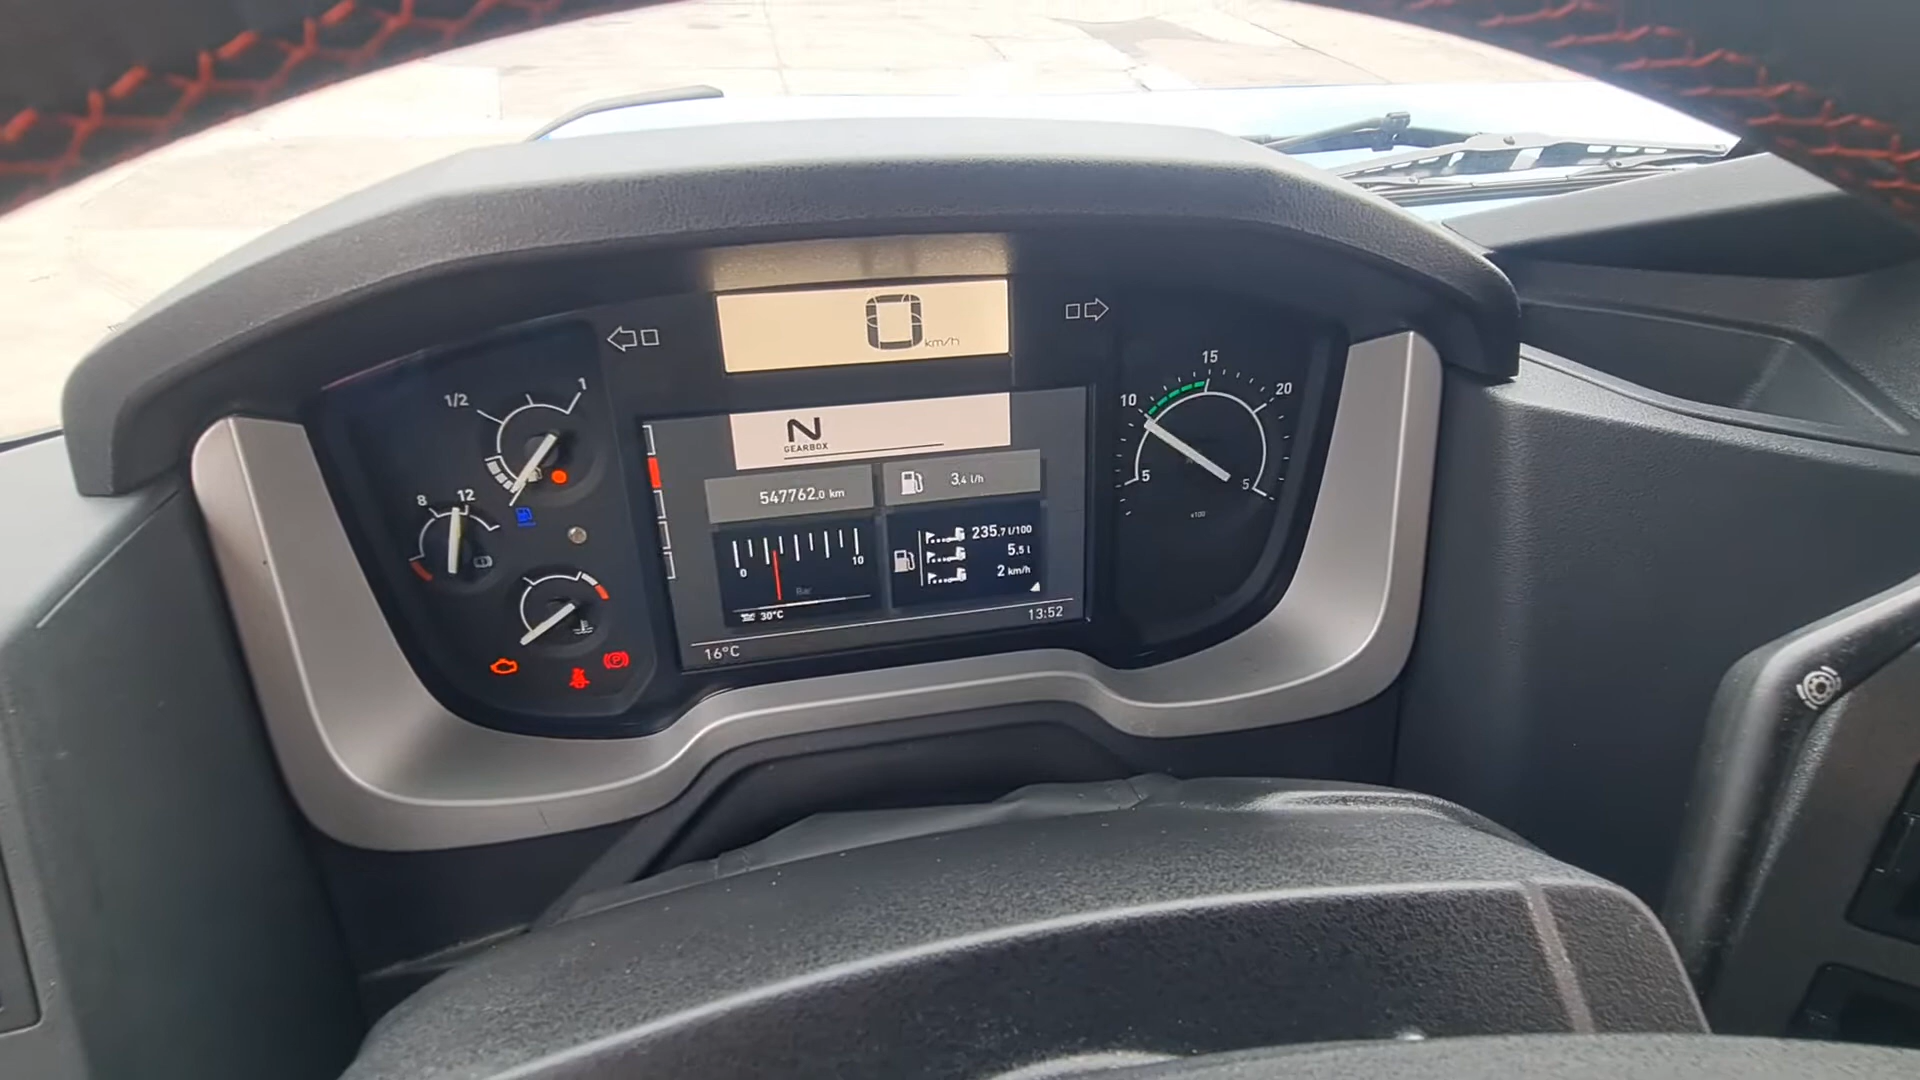 0 km/h
1/2 1
8 12
N
GEARBOX
547762.0 km
3.4 l/h
0 10
Bar
30°C
235.7 l/100
5.5 l
2 km/h
16°C
13:52
5 10 15 20
5
x100
P